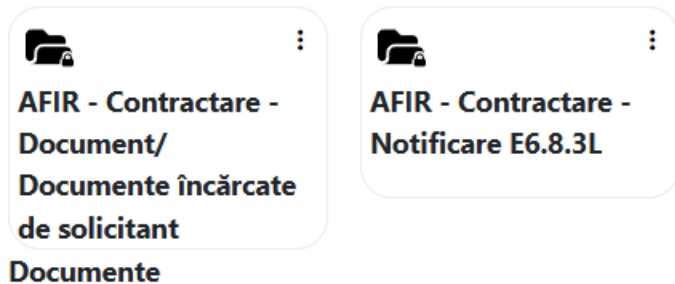 AFIR - Contractare -
Document/
Documente încărcate
de solicitant
AFIR - Contractare -
Notificare E6.8.3L
Documente